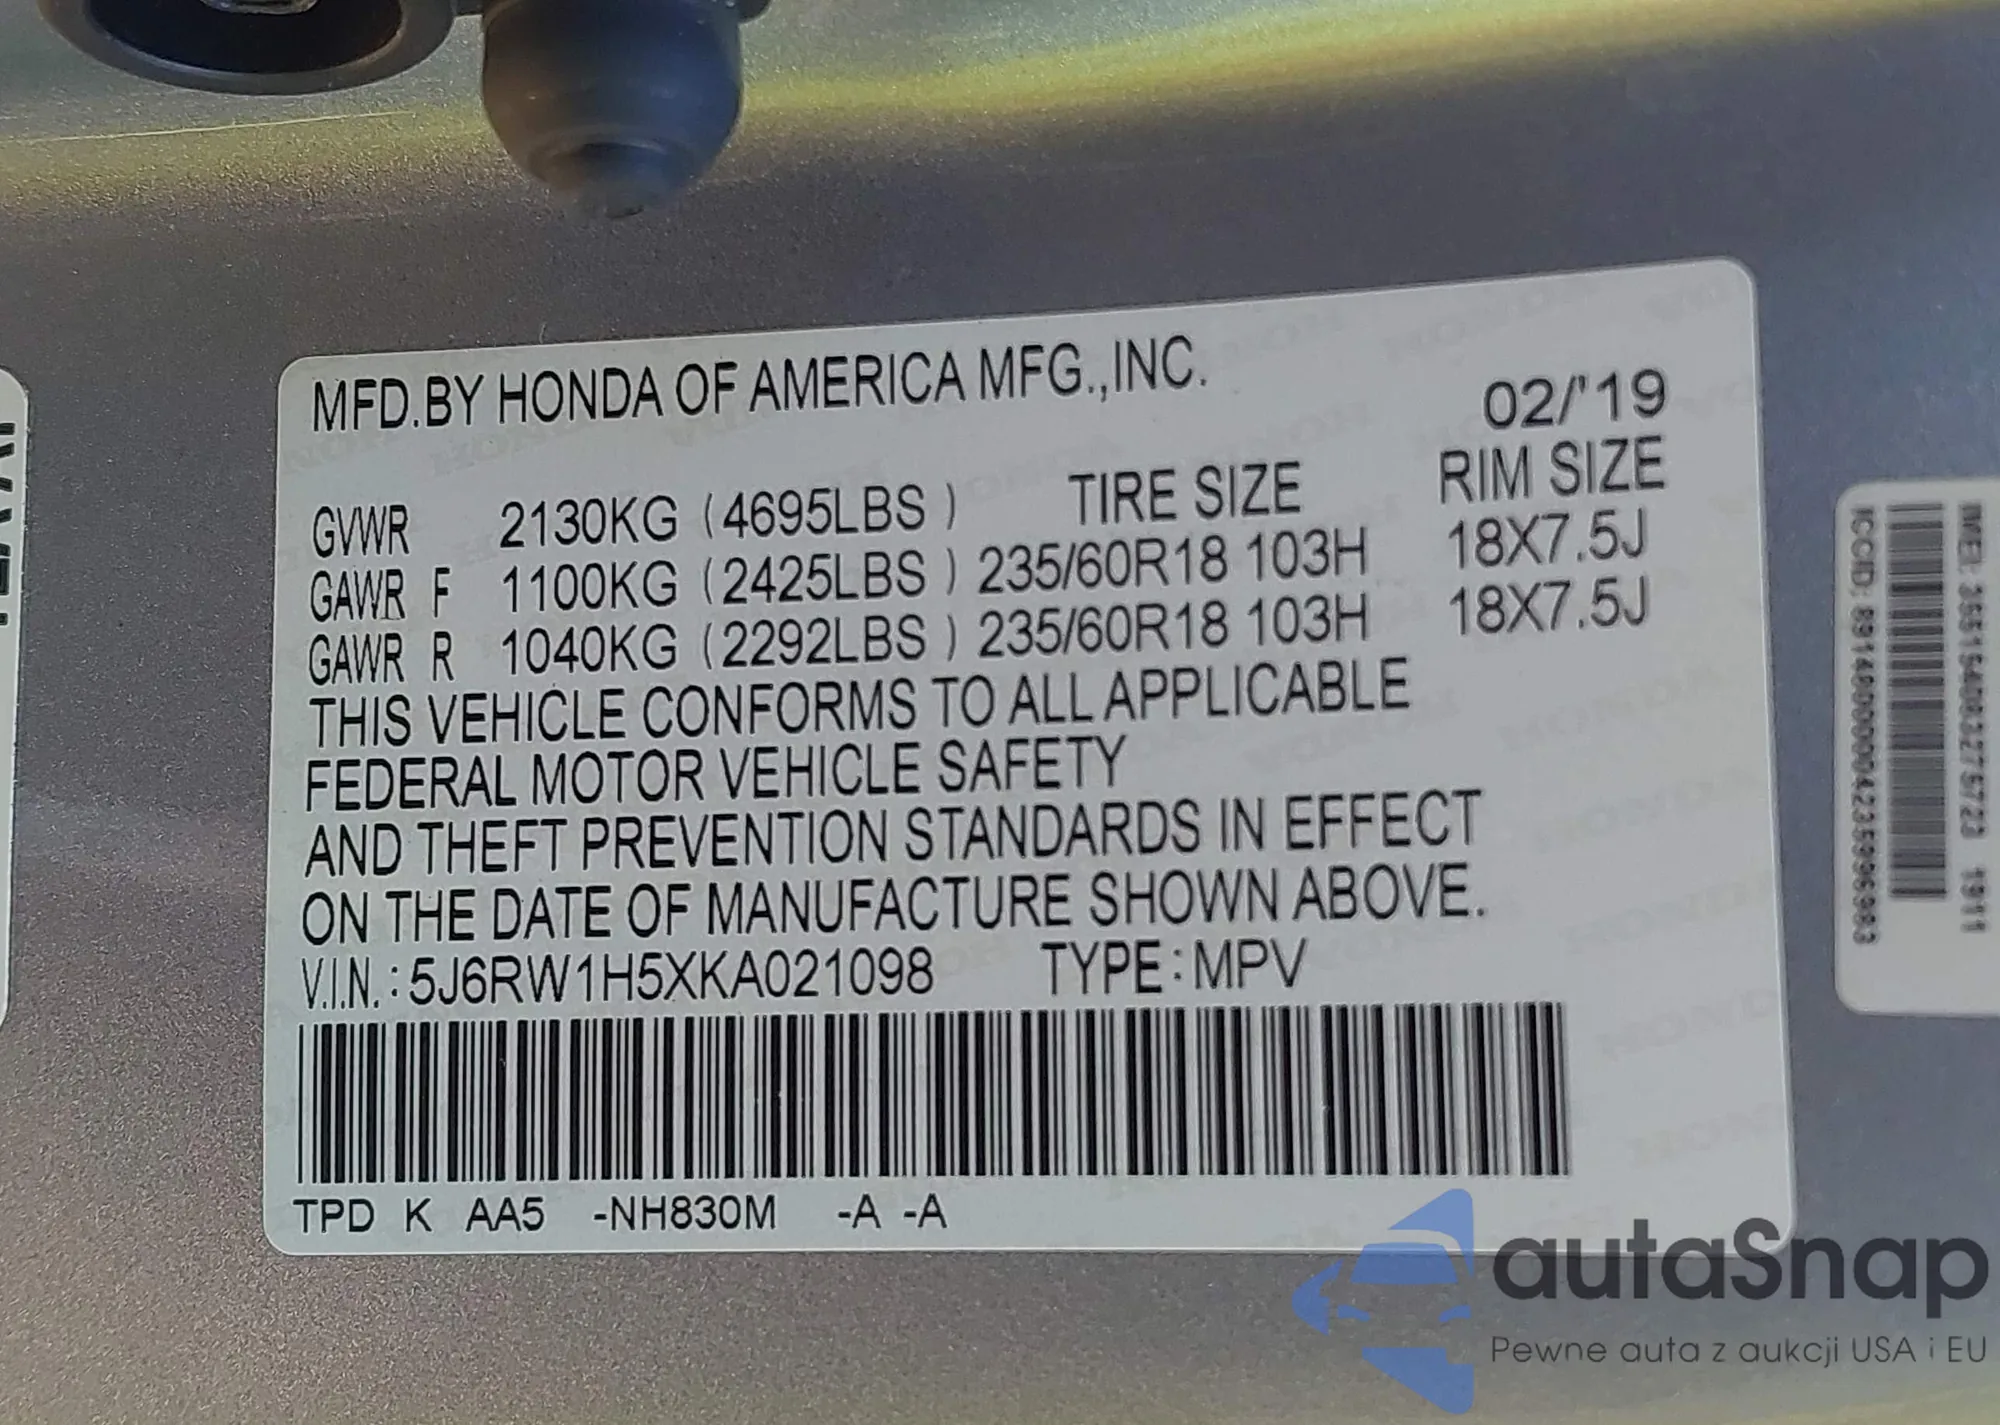 MFD.BY HONDA OF AMERICA MFG.,INC.
02/'19
GVWR 2130KG (4695LBS) TIRE SIZE RIM SIZE
GAWR F 1100KG (2425LBS) 235/60R18 103H 18X7.5J
GAWR R 1040KG (2292LBS) 235/60R18 103H 18X7.5J
THIS VEHICLE CONFORMS TO ALL APPLICABLE
FEDERAL MOTOR VEHICLE SAFETY
AND THEFT PREVENTION STANDARDS IN EFFECT
ON THE DATE OF MANUFACTURE SHOWN ABOVE.
V.I.N.: 5J6RW1H5XKA021098 TYPE: MPV
TPD K AA5 -NH830M -A -A
IMEI:
1911
ICCID:
autaSnap
Pewne auta z aukcji USA i EU